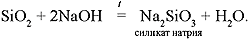 SiO₂ + 2NaOH =ᵗ Na₂SiO₃ + H₂O.
силикат натрия